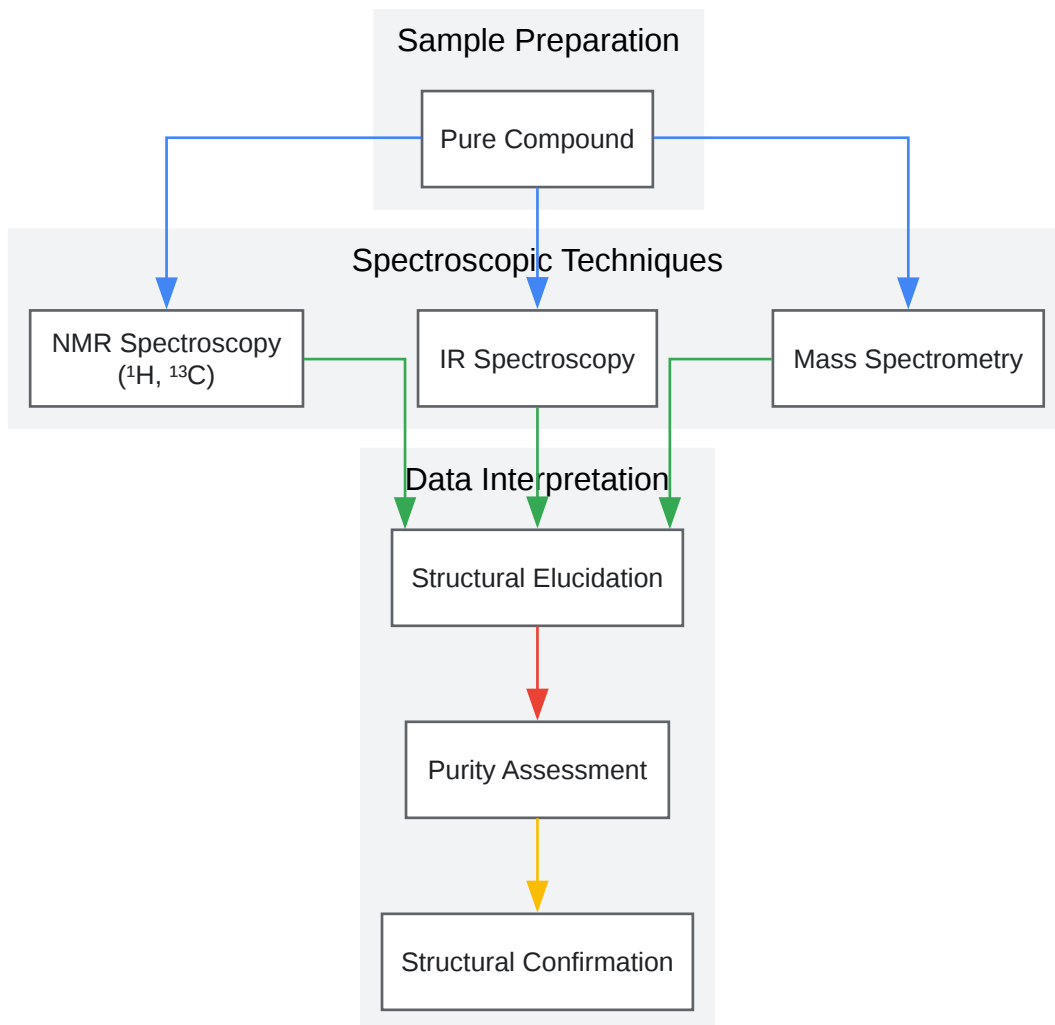 Sample Preparation
Pure Compound
Spectroscopic Techniques
NMR Spectroscopy
(¹H, ¹³C)
IR Spectroscopy
Mass Spectrometry
Data Interpretation
Structural Elucidation
Purity Assessment
Structural Confirmation